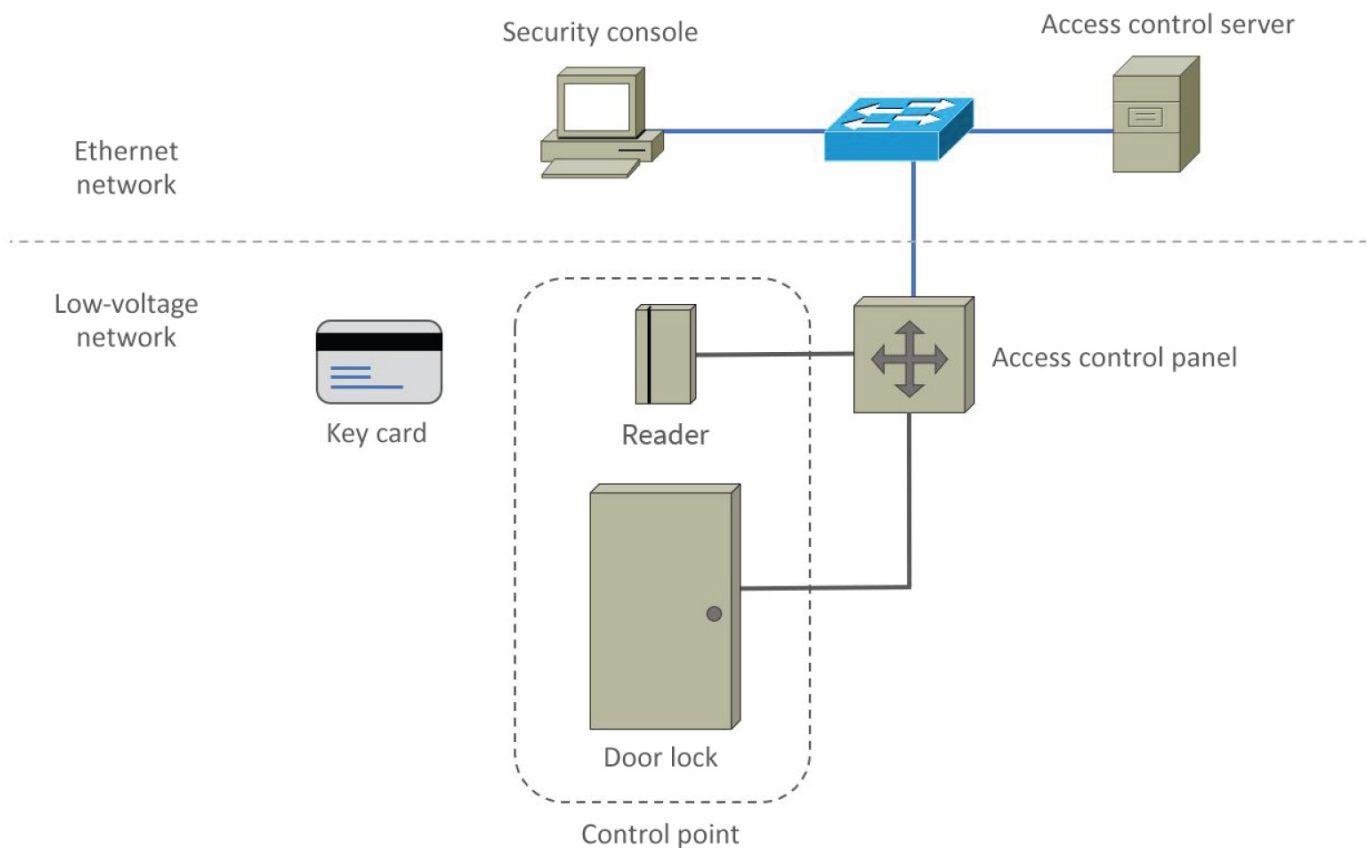 Security console
Access control server
Ethernet
network
Low-voltage
network
Key card
Reader
Access control panel
Door lock
Control point